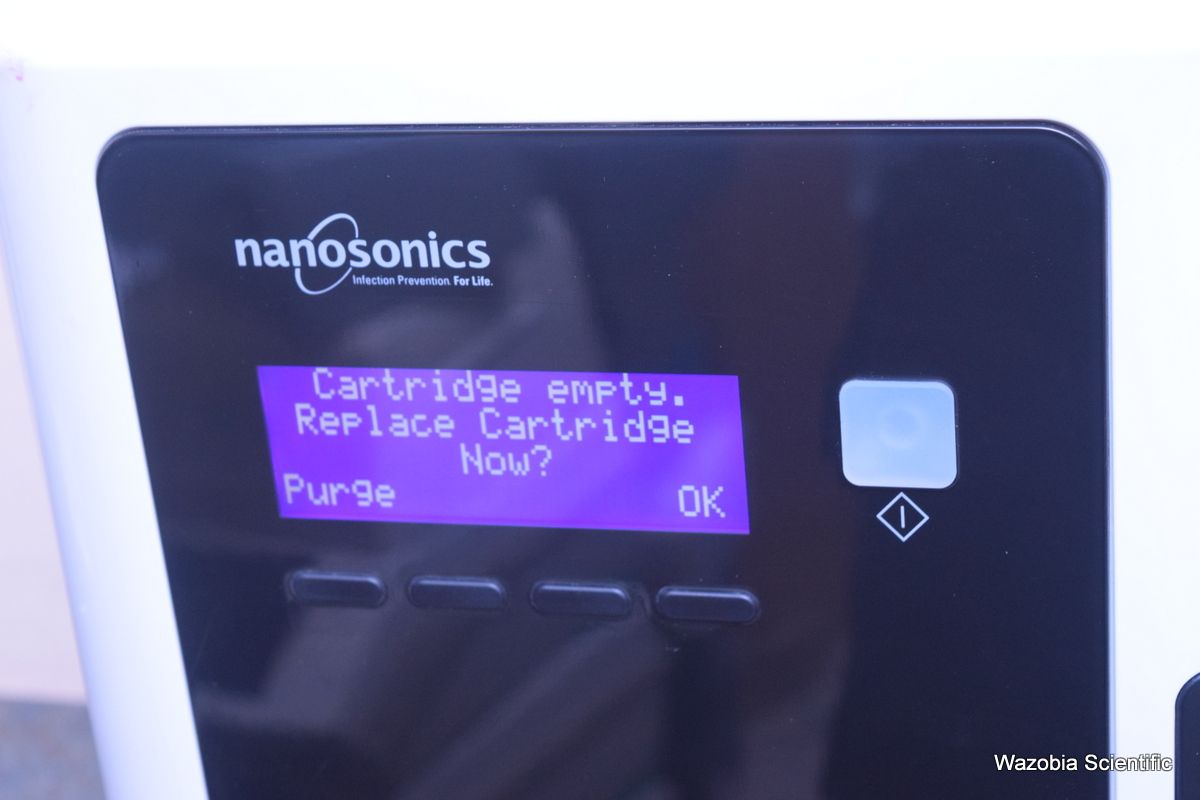 nanosonics
Infection Prevention. For Life.
Cartridge empty.
Replace Cartridge
Now?
Purge OK
Wazobia Scientific